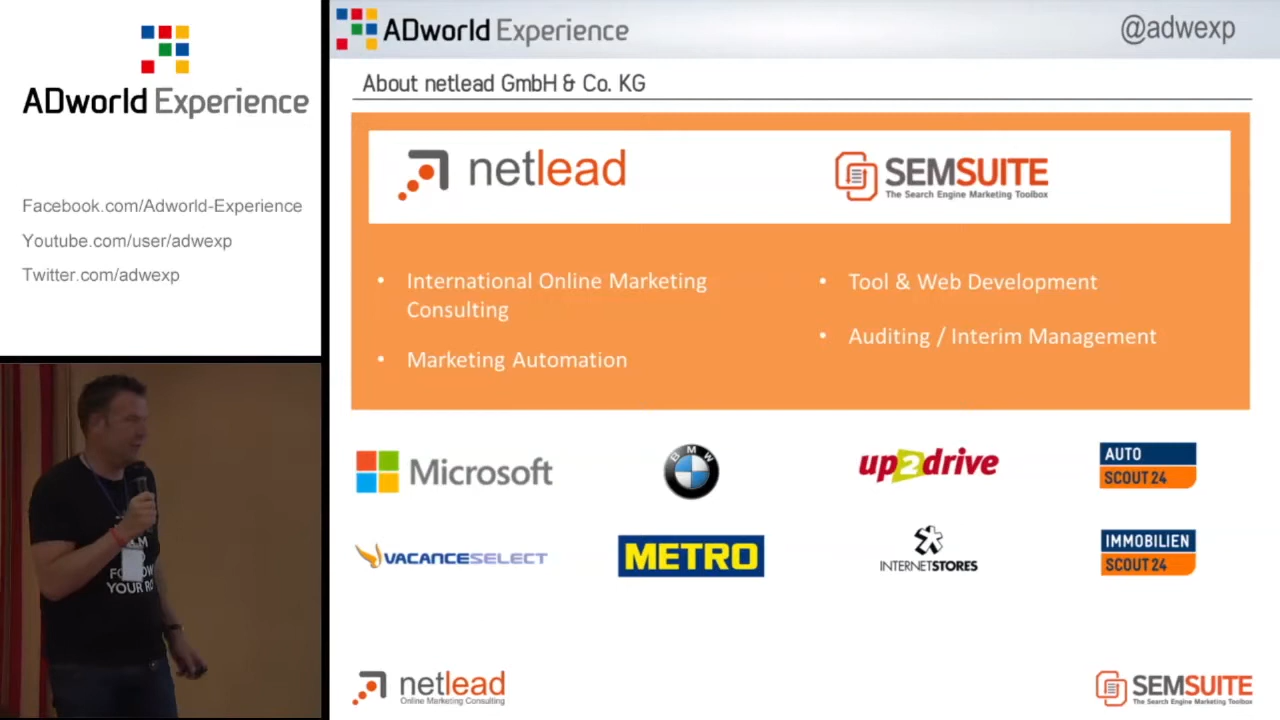 ADworld Experience
Facebook.com/Adworld-Experience
Youtube.com/user/adwexp
Twitter.com/adwexp
ADworld Experience
@adwexp
About netlead GmbH & Co. KG
netlead
SEMSUITE
The Search Engine Marketing Toolbox
• International Online Marketing
Consulting
• Marketing Automation
• Tool & Web Development
• Auditing / Interim Management
Microsoft
BMW
up2drive
AUTO
SCOUT 24
VACANCESELECT
METRO
INTERNETSTORES
IMMOBILIEN
SCOUT 24
FOLLOW
YOUR
netlead
Online Marketing Consulting
SEMSUITE
The Search Engine Marketing Toolbox